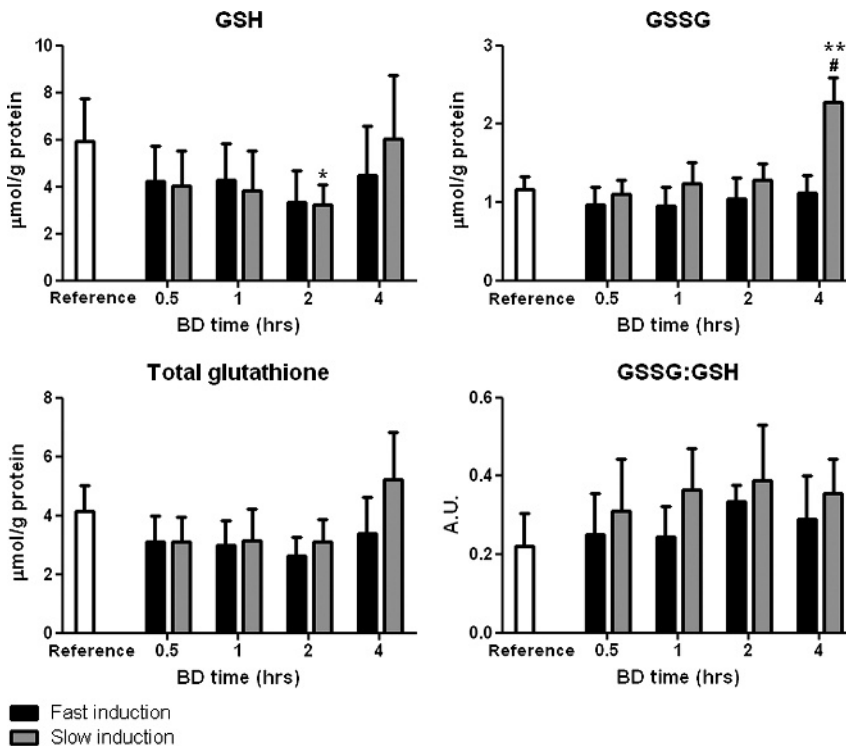 GSH
µmol/g protein
10
8
6
4
2
0
*
Reference 0.5 1 2 4
BD time (hrs)
GSSG
µmol/g protein
3
2
1
0
**
#
Reference 0.5 1 2 4
BD time (hrs)
Total glutathione
µmol/g protein
8
6
4
2
0
Reference 0.5 1 2 4
BD time (hrs)
GSSG:GSH
A.U.
0.6
0.4
0.2
0.0
Reference 0.5 1 2 4
BD time (hrs)
Fast induction
Slow induction